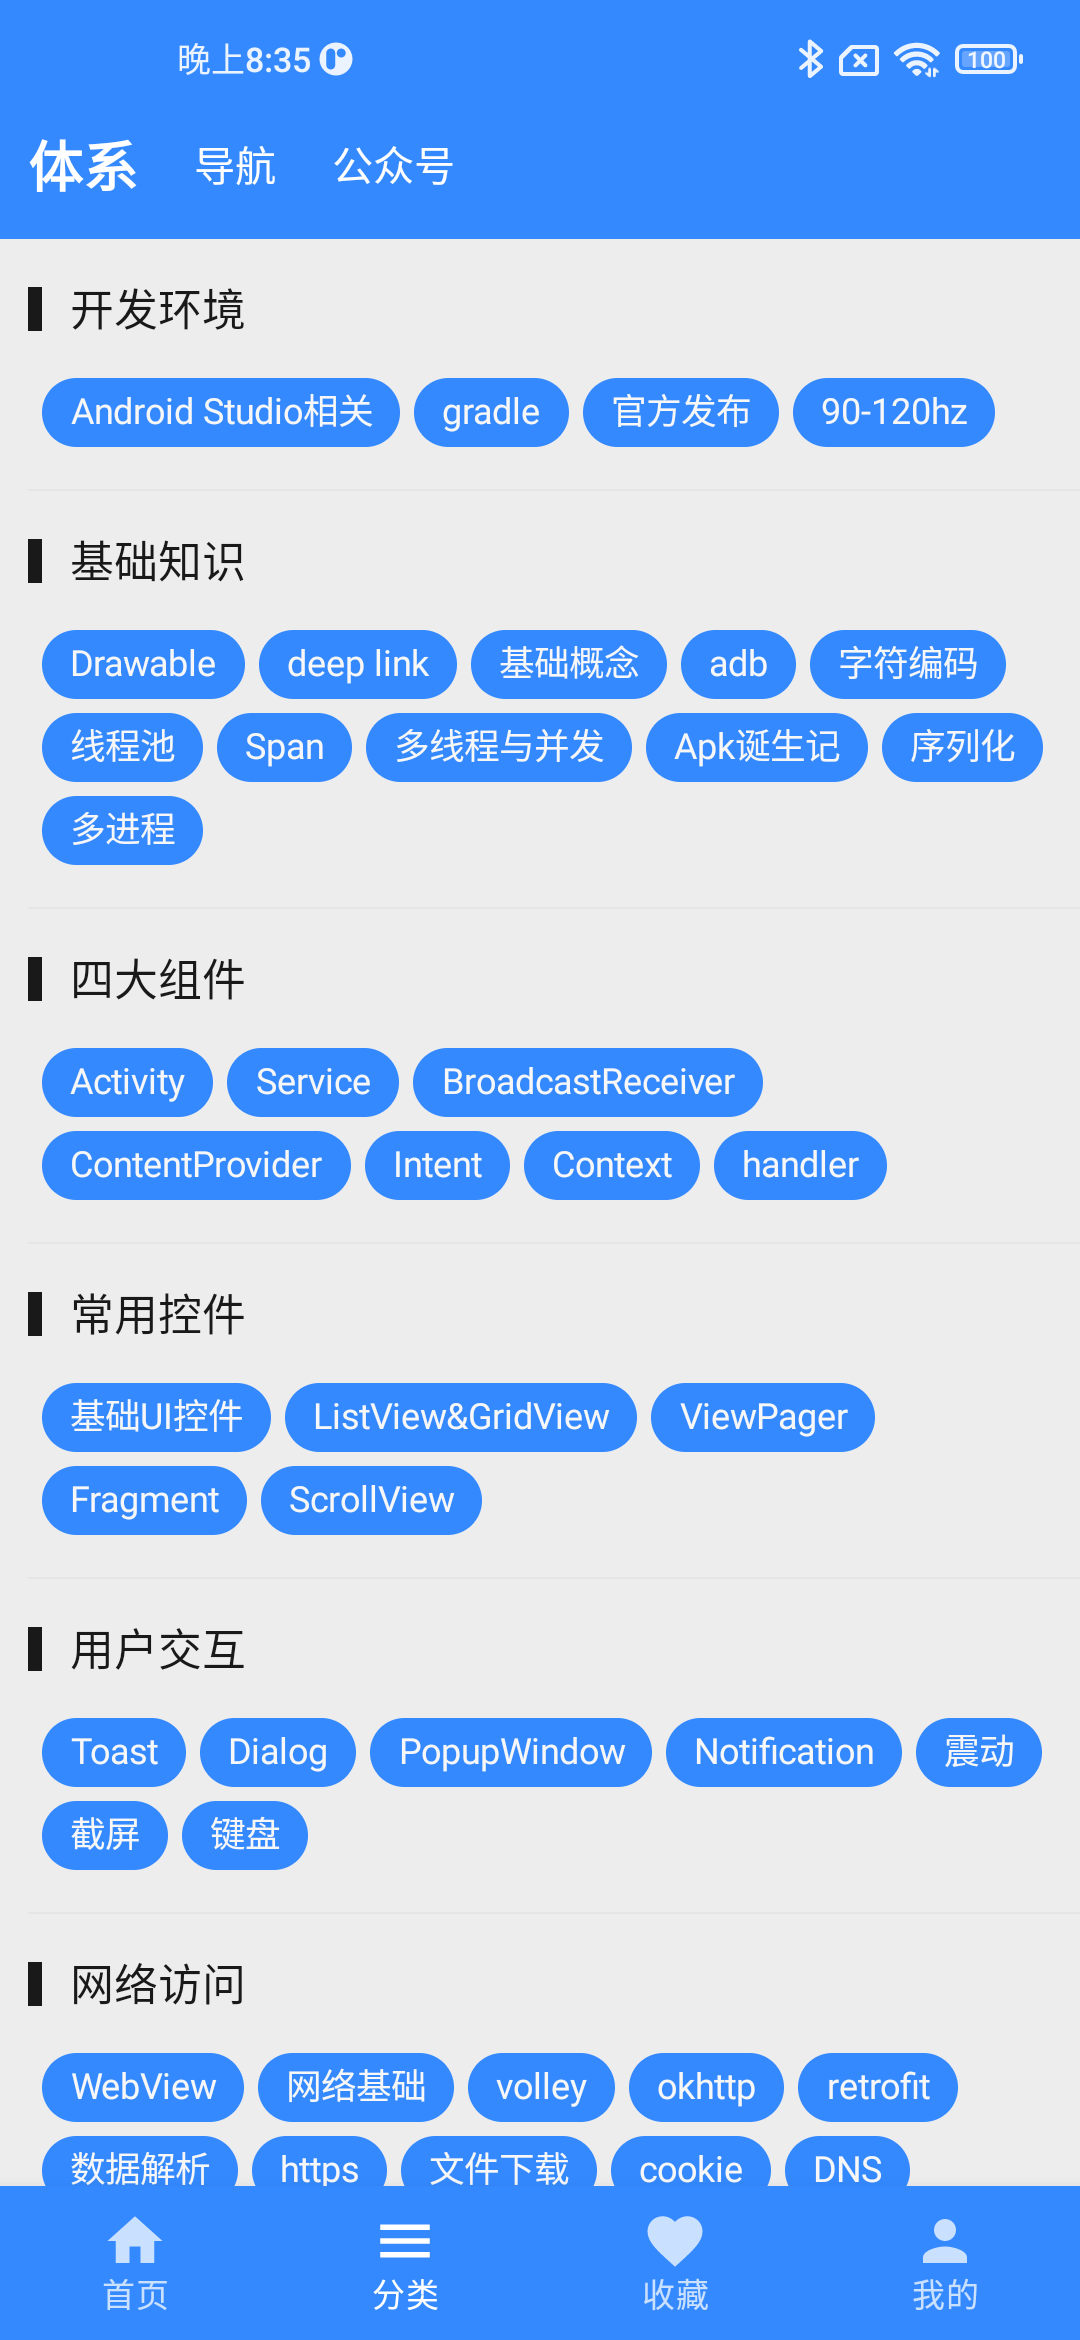 晚上8:35 100
体系 导航 公众号
开发环境
Android Studio相关 gradle 官方发布 90-120hz
基础知识
Drawable deep link 基础概念 adb 字符编码
线程池 Span 多线程与并发 Apk诞生记 序列化
多进程
四大组件
Activity Service BroadcastReceiver
ContentProvider Intent Context handler
常用控件
基础UI控件 ListView&GridView ViewPager
Fragment ScrollView
用户交互
Toast Dialog PopupWindow Notification 震动
截屏 键盘
网络访问
WebView 网络基础 volley okhttp retrofit
数据解析 https 文件下载 cookie DNS
首页 分类 收藏 我的